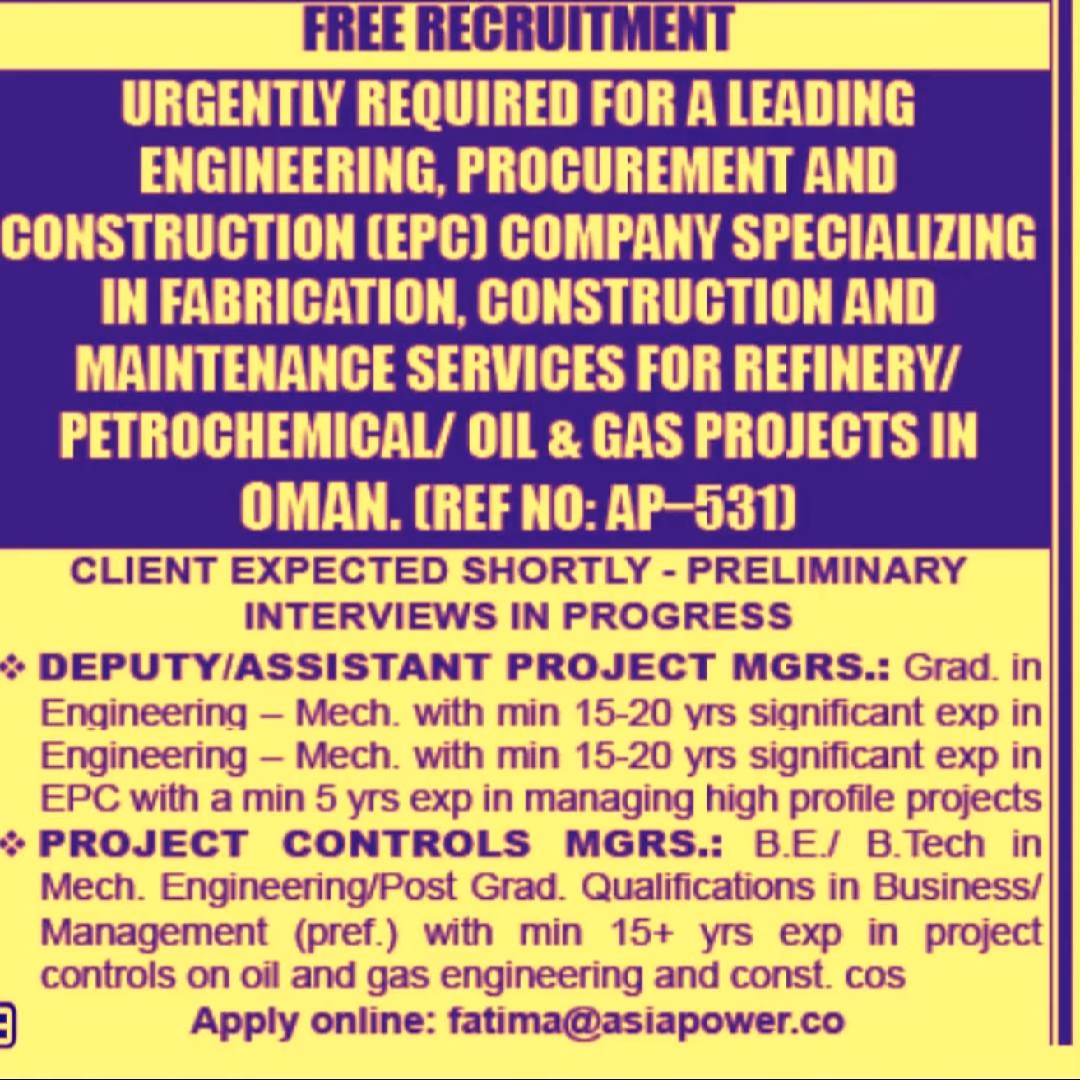 FREE RECRUITMENT
URGENTLY REQUIRED FOR A LEADING
ENGINEERING, PROCUREMENT AND
CONSTRUCTION (EPC) COMPANY SPECIALIZING
IN FABRICATION, CONSTRUCTION AND
MAINTENANCE SERVICES FOR REFINERY/
PETROCHEMICAL/ OIL & GAS PROJECTS IN
OMAN. (REF NO: AP–531)
CLIENT EXPECTED SHORTLY - PRELIMINARY
INTERVIEWS IN PROGRESS
❖ DEPUTY/ASSISTANT PROJECT MGRS.: Grad. in
Engineering – Mech. with min 15-20 yrs significant exp in
Engineering – Mech. with min 15-20 yrs significant exp in
EPC with a min 5 yrs exp in managing high profile projects
❖ PROJECT CONTROLS MGRS.: B.E./ B.Tech in
Mech. Engineering/Post Grad. Qualifications in Business/
Management (pref.) with min 15+ yrs exp in project
controls on oil and gas engineering and const. cos
Apply online: fatima@asiapower.co